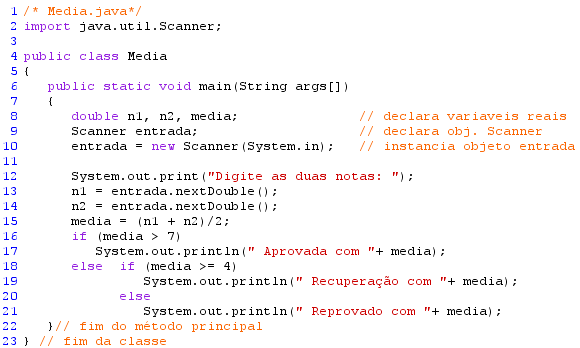 1 /* Media.java*/
2 import java.util.Scanner;
3
4 public class Media
5 {
6    public static void main(String args[])
7    {
8       double n1, n2, media;               // declara variaveis reais
9       Scanner entrada;                    // declara obj. Scanner
10       entrada = new Scanner(System.in);   // instancia objeto entrada
11
12       System.out.print("Digite as duas notas: ");
13       n1 = entrada.nextDouble();
14       n2 = entrada.nextDouble();
15       media = (n1 + n2)/2;
16       if (media > 7)
17          System.out.println(" Aprovada com "+ media);
18       else  if (media >= 4)
19                System.out.println(" Recuperação com "+ media);
20             else
21                System.out.println(" Reprovado com "+ media);
22    }// fim do método principal
23 } // fim da classe